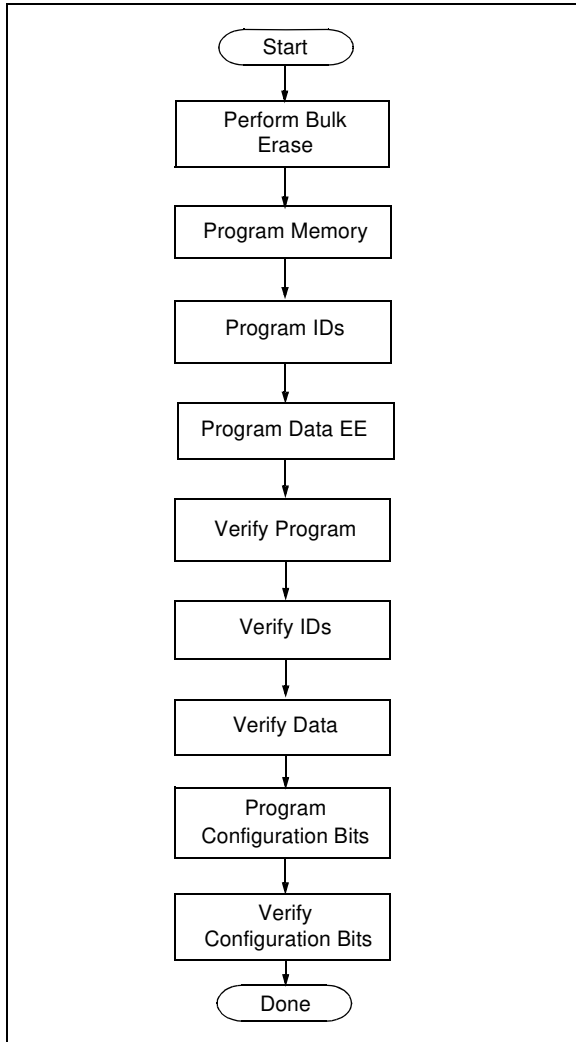 Start
Perform Bulk
Erase
Program Memory
Program IDs
Program Data EE
Verify Program
Verify IDs
Verify Data
Program
Configuration Bits
Verify
Configuration Bits
Done